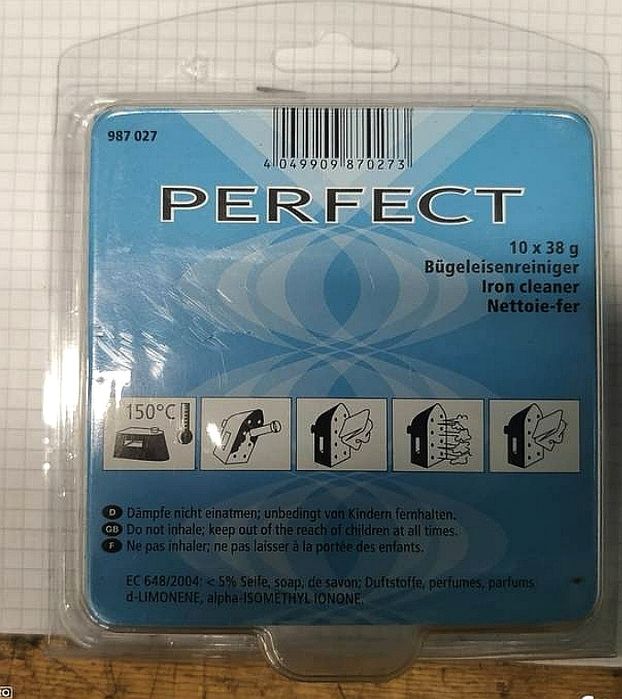 987 027
4 049909 870273
PERFECT
10 x 38 g
Bügeleisenreiniger
Iron cleaner
Nettoie-fer
150°C
D Dämpfe nicht einatmen; unbedingt von Kindern fernhalten.
GB Do not inhale; keep out of the reach of children at all times.
F Ne pas inhaler; ne pas laisser à la portée des enfants.
EC 648/2004: < 5% Seife, soap, de savon; Duftstoffe, perfumes, parfums
d-LIMONENE, alpha-ISOMETHYL IONONE.